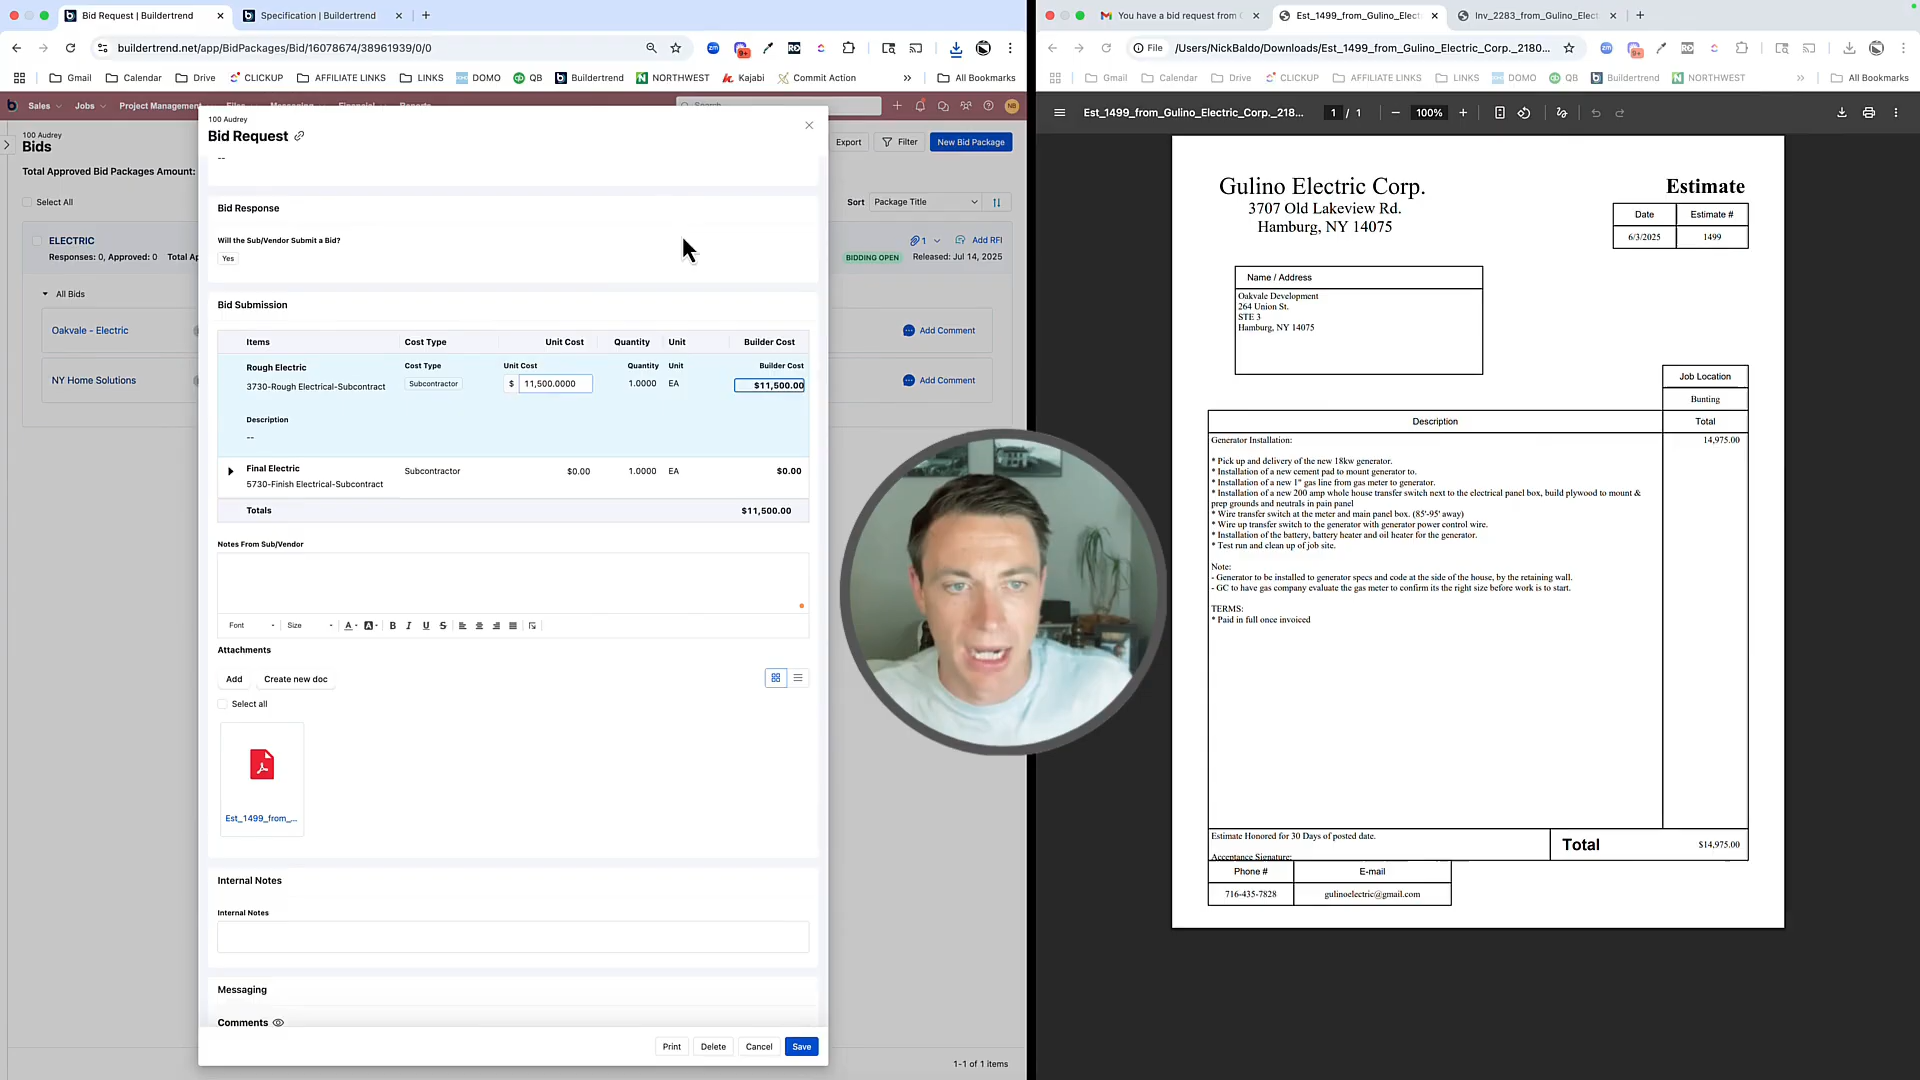 Bid Request | Buildertrend
Specification | Buildertrend
buildertrend.net/app/BidPackages/Bid/16078674/38961939/0/0
Gmail
Calendar
Drive
CLICKUP
AFFILIATE LINKS
LINKS
DOMO
QB
Buildertrend
NORTHWEST
Kajabi
Commit Action
All Bookmarks
Sales
Jobs
Project Management
Search
NB
100 Audrey
Bids
Export
Filter
New Bid Package
Total Approved Bid Packages Amount:
Select All
Sort
Package Title
ELECTRIC
Responses: 0, Approved: 0
1
Add RFI
BIDDING OPEN
Released: Jul 14, 2025
All Bids
Oakvale - Electric
Add Comment
NY Home Solutions
Add Comment
1-1 of 1 items
100 Audrey
Bid Request
--
Bid Response
Will the Sub/Vendor Submit a Bid?
Yes
Bid Submission
Items Cost Type Unit Cost Quantity Unit Builder Cost
Rough Electric Cost Type Unit Cost Quantity Unit Builder Cost
3730-Rough Electrical-Subcontract Subcontractor $ 11,500.0000 1.0000 EA $11,500.00
Description
--
Final Electric Subcontractor $0.00 1.0000 EA $0.00
5730-Finish Electrical-Subcontract
Totals $11,500.00
Notes From Sub/Vendor
Font Size A A B I U S
Attachments
Add Create new doc
Select all
Est_1499_from_...
Internal Notes
Internal Notes
Messaging
Comments
Print Delete Cancel Save
You have a bid request from
Est_1499_from_Gulino_Elect
Inv_2283_from_Gulino_Elect
File /Users/NickBaldo/Downloads/Est_1499_from_Gulino_Electric_Corp._2180...
Gmail
Calendar
Drive
CLICKUP
AFFILIATE LINKS
LINKS
DOMO
QB
Buildertrend
NORTHWEST
All Bookmarks
Est_1499_from_Gulino_Electric_Corp._218...
1 / 1
100%
Gulino Electric Corp.
3707 Old Lakeview Rd.
Hamburg, NY 14075
Estimate
Date Estimate #
6/3/2025 1499
Name / Address
Oakvale Development
264 Union St.
STE 3
Hamburg, NY 14075
Job Location
Bunting
Description Total
Generator Installation: 14,975.00
* Pick up and delivery of the new 18kw generator.
* Installation of a new cement pad to mount generator to.
* Installation of a new 1" gas line from gas meter to generator.
* Installation of a new 200 amp whole house transfer switch next to the electrical panel box, build plywood to mount &
prep grounds and neutrals in pain panel
* Wire transfer switch at the meter and main panel box. (85'-95' away)
* Wire up transfer switch to the generator with generator power control wire.
* Installation of the battery, battery heater and oil heater for the generator.
* Test run and clean up of job site.
Note:
- Generator to be installed to generator specs and code at the side of the house, by the retaining wall.
- GC to have gas company evaluate the gas meter to confirm its the right size before work is to start.
TERMS:
* Paid in full once invoiced
Estimate Honored for 30 Days of posted date.
Acceptance Signature:
Total $14,975.00
Phone # E-mail
716-435-7828 gulinoelectric@gmail.com